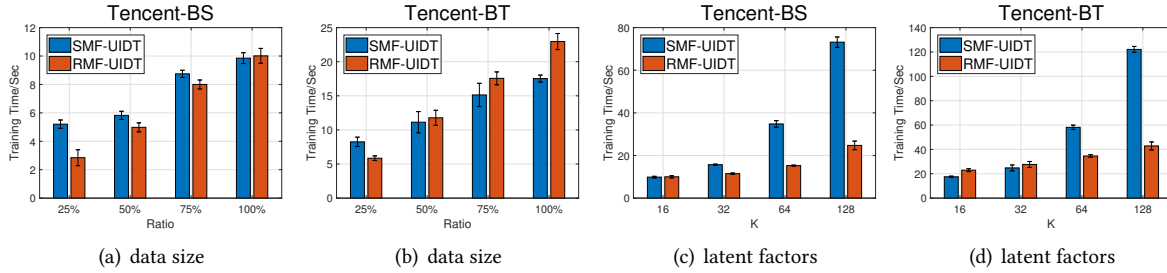 Tencent-BS
12
10
8
6
4
2
0
Training Time/Sec
SMF-UIDT
RMF-UIDT
25%
50%
75%
100%
Ratio
(a) data size
Tencent-BT
25
20
15
10
5
0
Training Time/Sec
SMF-UIDT
RMF-UIDT
25%
50%
75%
100%
Ratio
(b) data size
Tencent-BS
80
60
40
20
0
Training Time/Sec
SMF-UIDT
RMF-UIDT
16
32
64
128
K
(c) latent factors
Tencent-BT
140
120
100
80
60
40
20
0
Training Time/Sec
SMF-UIDT
RMF-UIDT
16
32
64
128
K
(d) latent factors